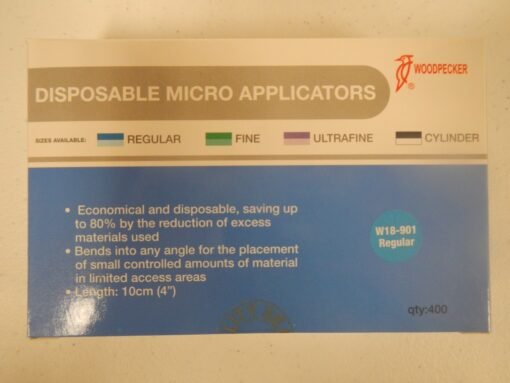 WOODPECKER
®
DISPOSABLE MICRO APPLICATORS
SIZES AVAILABLE: REGULAR FINE ULTRAFINE CYLINDER
• Economical and disposable, saving up
to 80% by the reduction of excess
materials used
• Bends into any angle for the placement
of small controlled amounts of material
in limited access areas
• Length: 10cm (4")
W18-901
Regular
qty:400